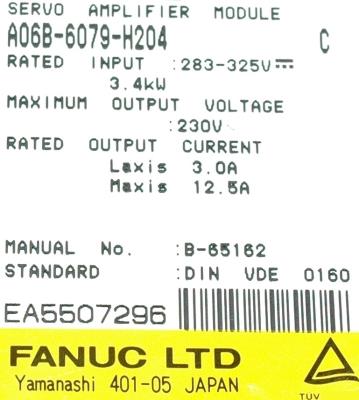 SERVO AMPLIFIER MODULE
A06B-6079-H204 C
RATED INPUT :283-325V⎓
3.4kW
MAXIMUM OUTPUT VOLTAGE
:230V
RATED OUTPUT CURRENT
Laxis 3.0A
Maxis 12.5A
MANUAL No. :B-65162
STANDARD :DIN VDE 0160
EA5507296
FANUC LTD
Yamanashi 401-05 JAPAN
TUV